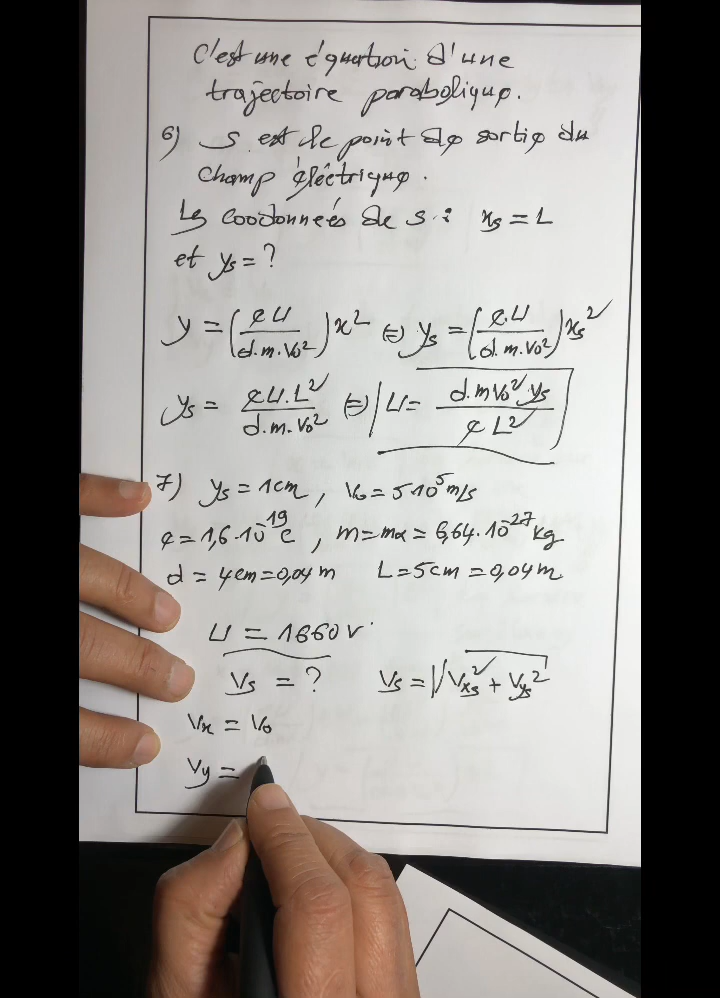 C'est une équation d'une
trajectoire parabolique.
6) S est le point de sortie du
champ électrique.
Les coordonnées de S : xs = L
et ys = ?
y = (eU / d.m.V₀²) x² ⇔ ys = (e.U / d.m.V₀²) xs²
ys = eU.L² / d.m.V₀² ⇔ U = d.mV₀².ys / eL²
7) ys = 1cm , V₀ = 5 10⁵ m/s
e = 1,6.10⁻¹⁹ C , m = mα = 6,64.10⁻²⁷ kg
d = 4cm = 0,04 m L = 5cm = 0,04 m
U = 1660 V
Vs = ? Vs = √(Vxs² + Vys²)
Vx = V₀
Vy =